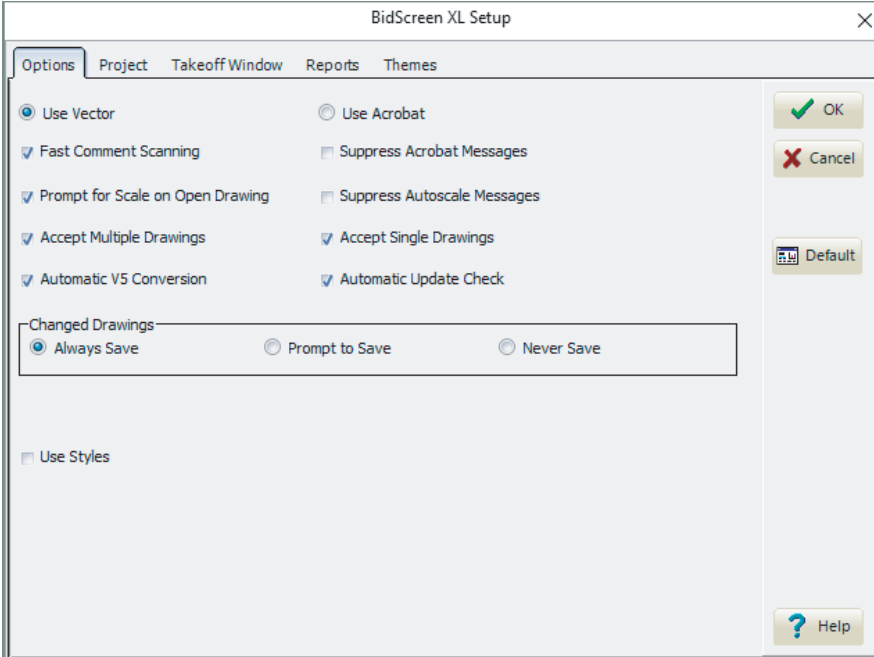 BidScreen XL Setup
Options Project Takeoff Window Reports Themes
Use Vector Use Acrobat OK
Fast Comment Scanning Suppress Acrobat Messages Cancel
Prompt for Scale on Open Drawing Suppress Autoscale Messages
Accept Multiple Drawings Accept Single Drawings
Default
Automatic V5 Conversion Automatic Update Check
Changed Drawings
Always Save Prompt to Save Never Save
Use Styles
Help